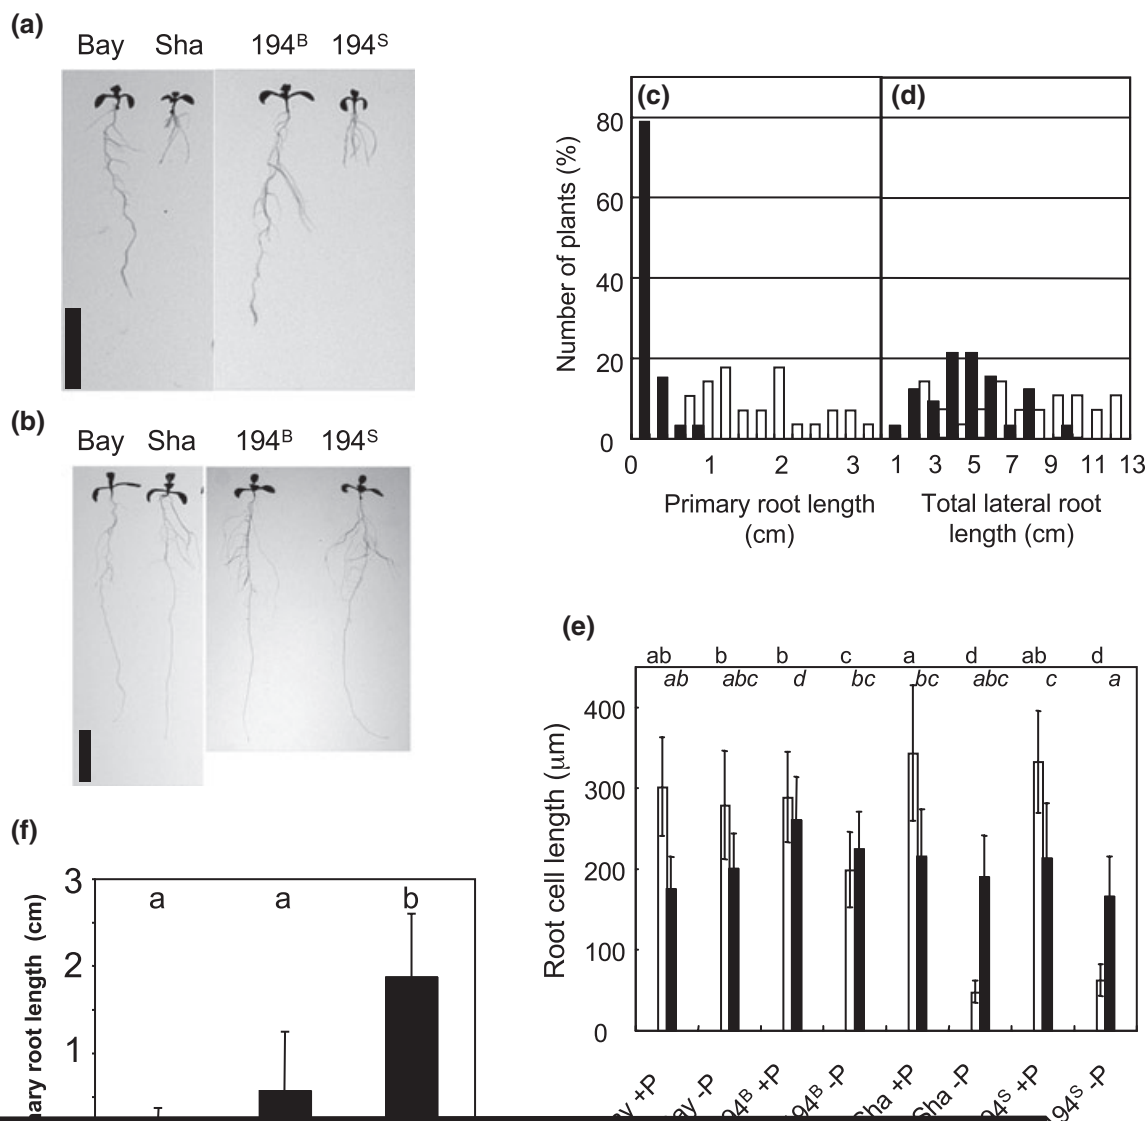 (a)
Bay Sha 194ᴮ 194ˢ
(b)
Bay Sha 194ᴮ 194ˢ
(c) (d)
Number of plants (%)
80
60
40
20
0
0 1 2 3 1 3 5 7 9 11 13
Primary root length
(cm)
Total lateral root
length (cm)
(e)
ab b b c a d ab d
ab abc d bc bc abc c a
Root cell length (μm)
400
300
200
100
0
+P -P 194ᴮ +P 194ᴮ -P Sha +P Sha -P 194ˢ +P 194ˢ -P
(f)
root length (cm)
3
2
1
a a b